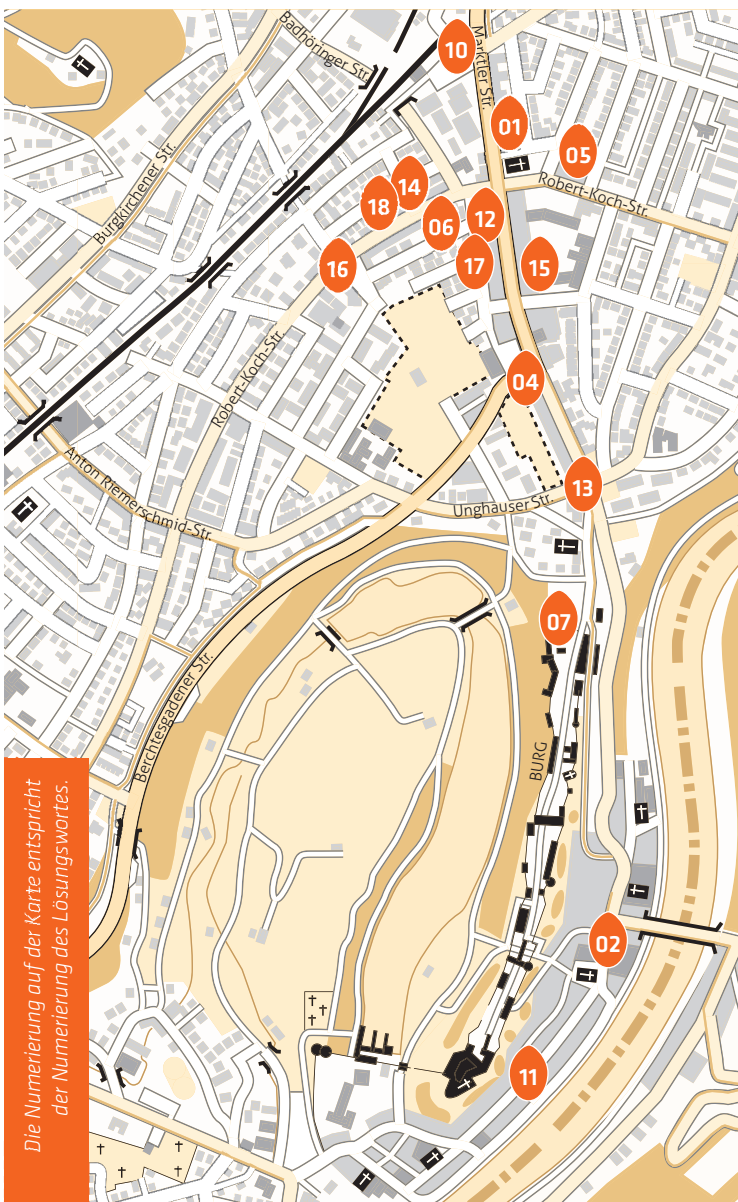 Badhöringer Str.
10
Marktler Str.
01
05
Burgkirchener Str.
14
18
Robert-Koch-Str.
12
06
16
17
15
Robert-Koch-Str.
04
Anton Riemerschmid-Str.
Unghauser Str.
13
07
Berchtesgadener Str.
BURG
02
11
Die Numerierung auf der Karte entspricht
der Numerierung des Lösungswortes.